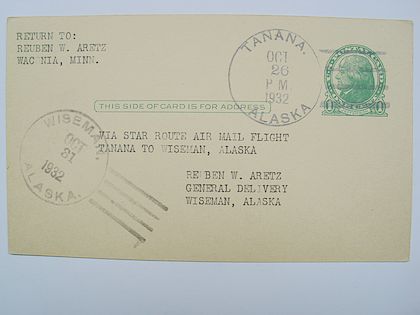 RETURN TO:
REUBEN W. ARETZ
WAC NIA, MINN.
TANANA.
OCT
26
P M.
1932
ALASKA
THIS SIDE OF CARD IS FOR ADDRESS
WISEMAN.
OCT
31
1932
ALASKA.
VIA STAR ROUTE AIR MAIL FLIGHT
TANANA TO WISEMAN, ALASKA
REUBEN W. ARETZ
GENERAL DELIVERY
WISEMAN, ALASKA